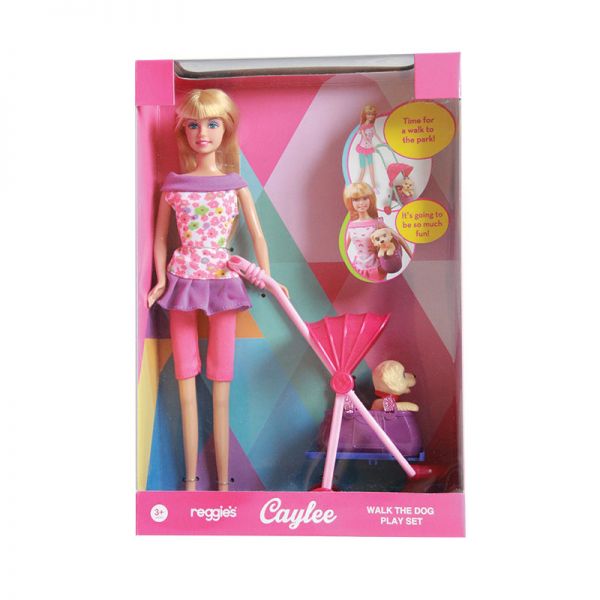 Time for
a walk to
the park!
It's going to
be so much
fun!
3+
reggie's
Caylee
WALK THE DOG
PLAY SET